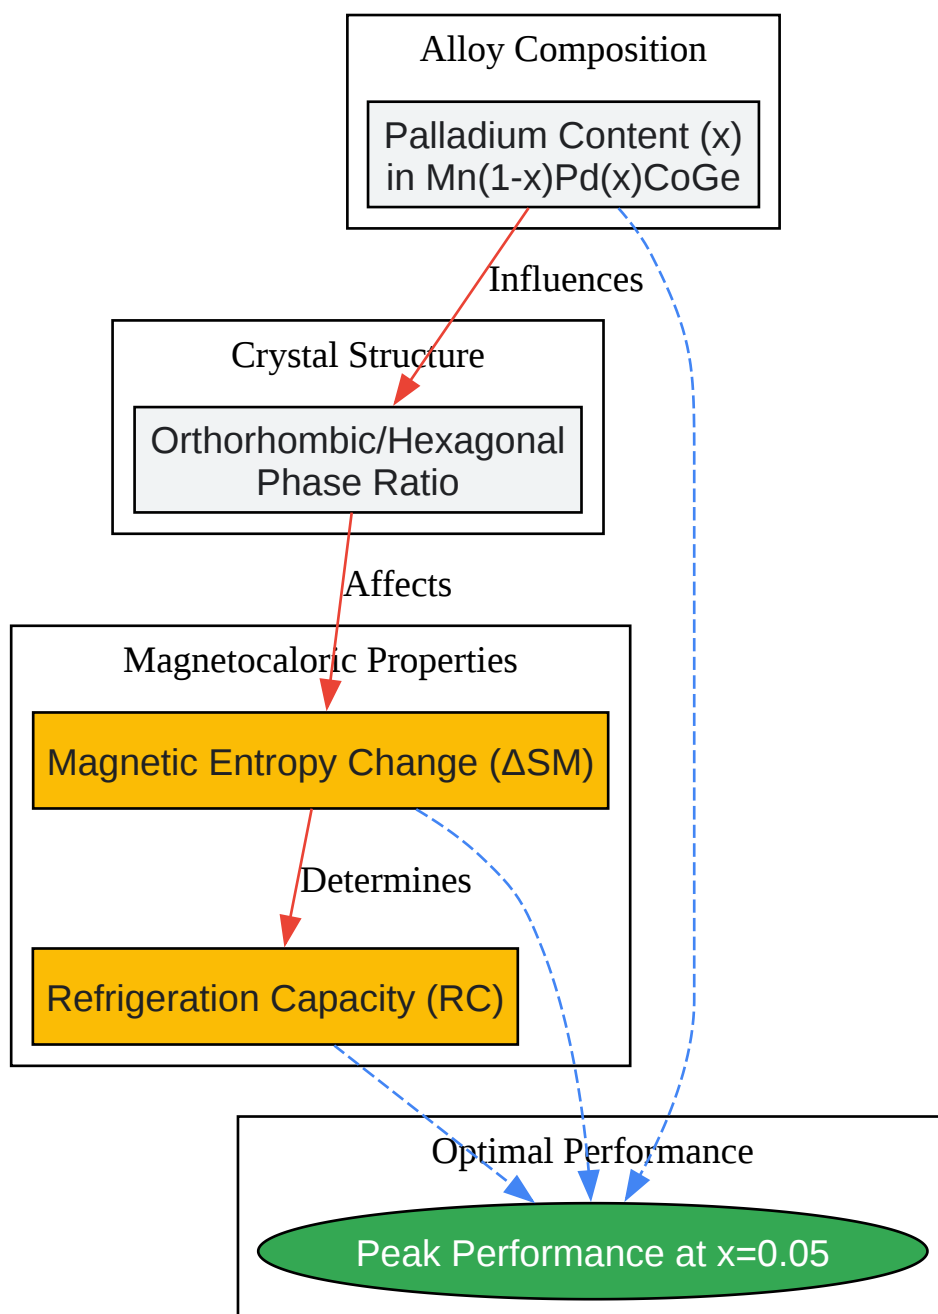 Alloy Composition
Palladium Content (x)
in Mn(1-x)Pd(x)CoGe
Influences
Crystal Structure
Orthorhombic/Hexagonal
Phase Ratio
Affects
Magnetocaloric Properties
Magnetic Entropy Change (ΔSM)
Determines
Refrigeration Capacity (RC)
Optimal Performance
Peak Performance at x=0.05